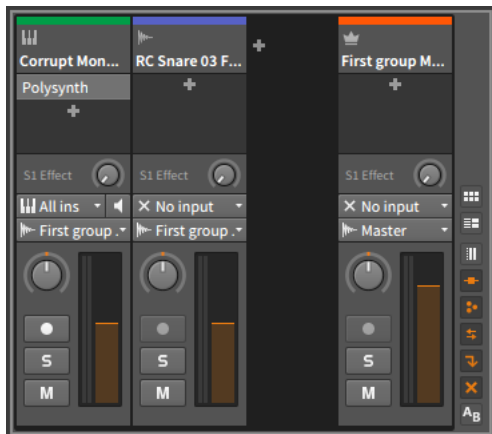 Corrupt Mon... RC Snare 03 F... First group M...
Polysynth
S1 Effect S1 Effect S1 Effect
All ins No input No input
First group . First group . Master
S S S
M M M
AB